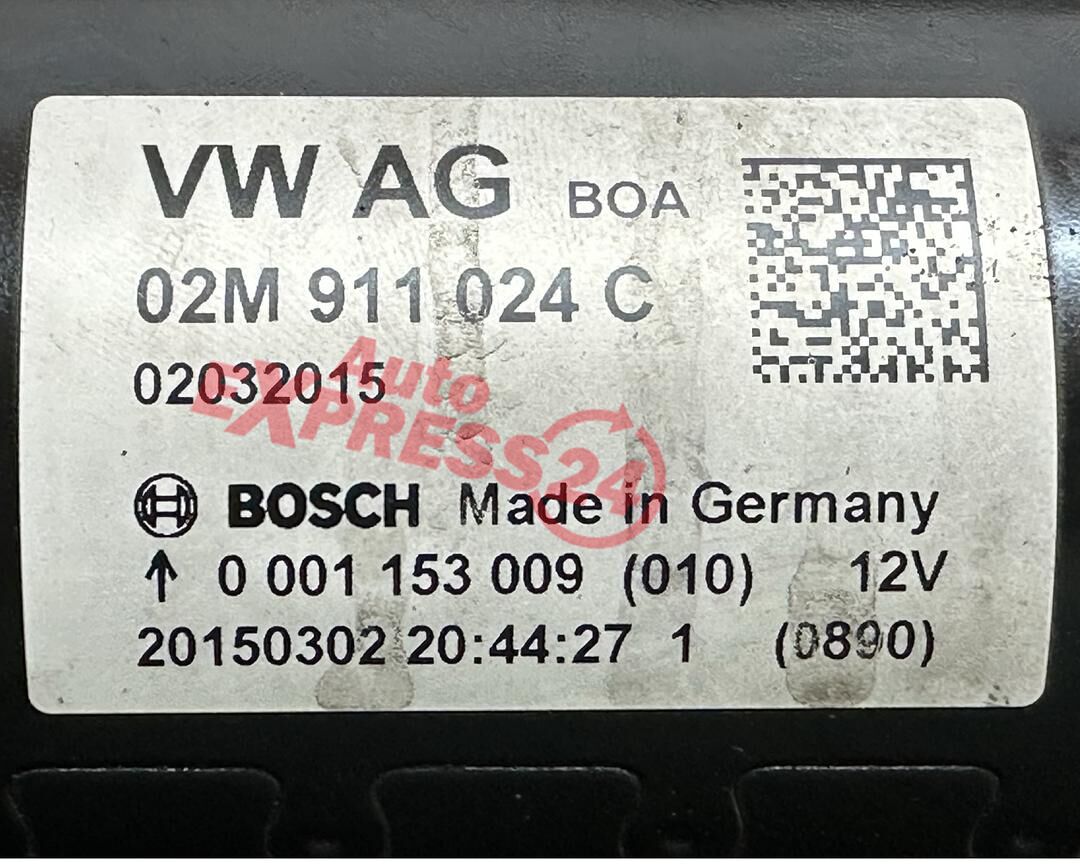 VW AG BOA
02M 911 024 C
02032015
Auto
EXPRESS24
BOSCH Made in Germany
↑ 0 001 153 009 (010) 12V
20150302 20:44:27 1 (0890)